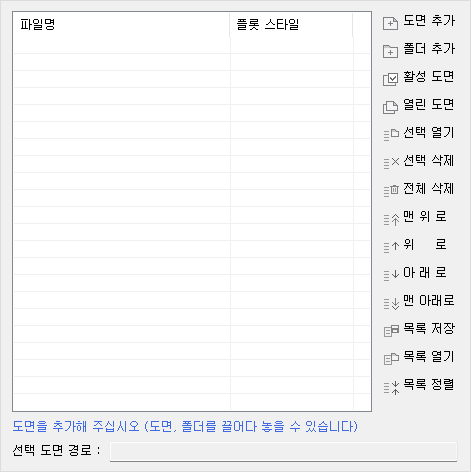 파일명 플롯 스타일
도면 추가
폴더 추가
활성 도면
열린 도면
선택 열기
선택 삭제
전체 삭제
맨 위 로
위 로
아 래 로
맨 아래로
목록 저장
목록 열기
목록 정렬
도면을 추가해 주십시오 (도면, 폴더를 끌어다 놓을 수 있습니다)
선택 도면 경로 :